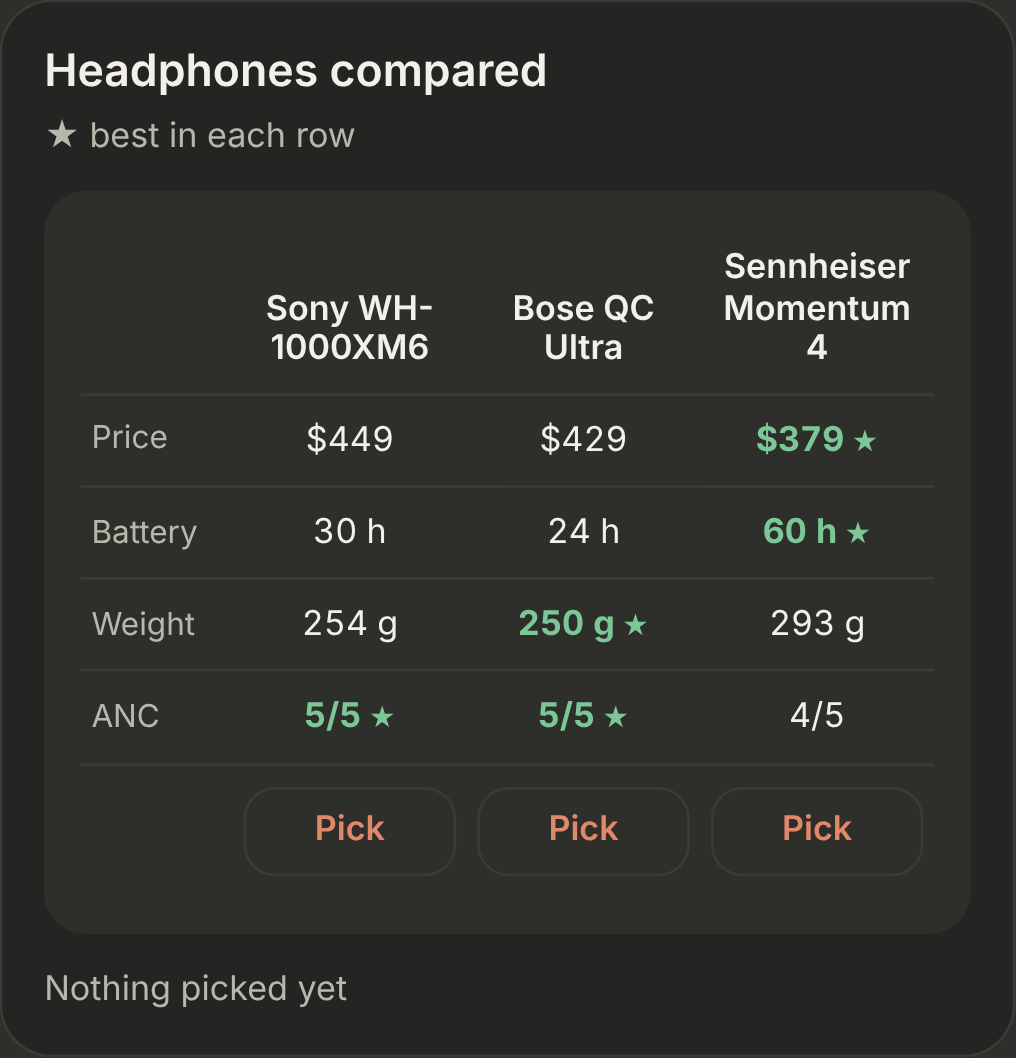 Headphones compared
★ best in each row
Sony WH-
1000XM6
Bose QC
Ultra
Sennheiser
Momentum
4
Price $449 $429 $379 ★
Battery 30 h 24 h 60 h ★
Weight 254 g 250 g ★ 293 g
ANC 5/5 ★ 5/5 ★ 4/5
Pick Pick Pick
Nothing picked yet